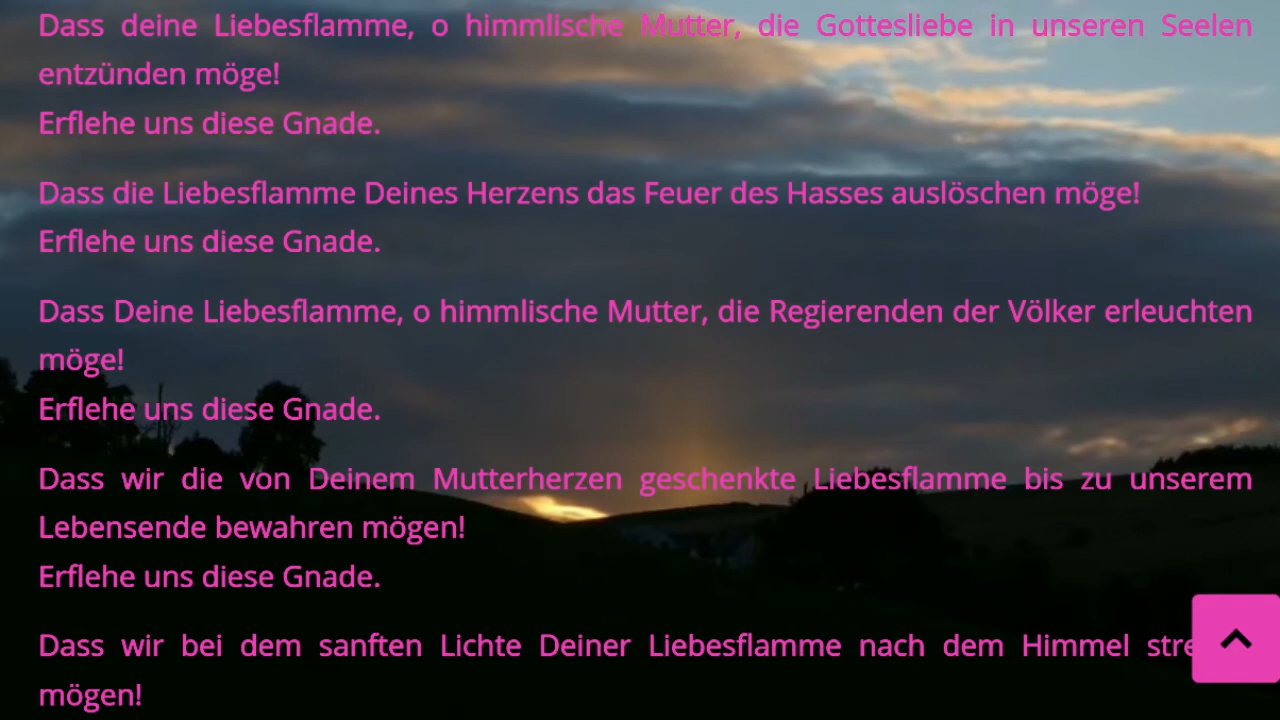 Dass deine Liebesflamme, o himmlische Mutter, die Gottesliebe in unseren Seelen
entzünden möge!
Erflehe uns diese Gnade.
Dass die Liebesflamme Deines Herzens das Feuer des Hasses auslöschen möge!
Erflehe uns diese Gnade.
Dass Deine Liebesflamme, o himmlische Mutter, die Regierenden der Völker erleuchten
möge!
Erflehe uns diese Gnade.
Dass wir die von Deinem Mutterherzen geschenkte Liebesflamme bis zu unserem
Lebensende bewahren mögen!
Erflehe uns diese Gnade.
Dass wir bei dem sanften Lichte Deiner Liebesflamme nach dem Himmel
mögen!